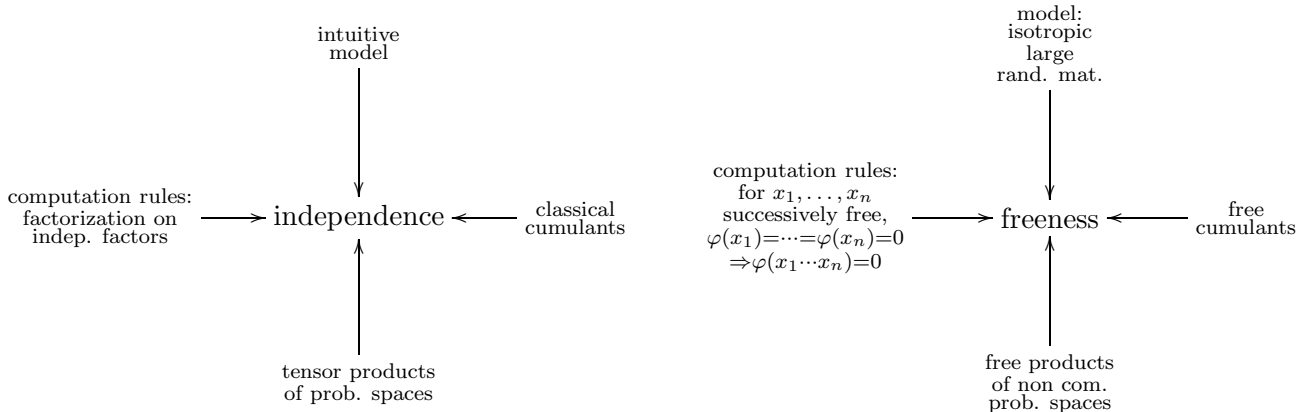 intuitive
model
computation rules:
factorization on
indep. factors
independence
classical
cumulants
tensor products
of prob. spaces
model:
isotropic
large
rand. mat.
computation rules:
for x₁, . . . , xₙ
successively free,
φ(x₁)=···=φ(xₙ)=0
⇒φ(x₁···xₙ)=0
freeness
free
cumulants
free products
of non com.
prob. spaces